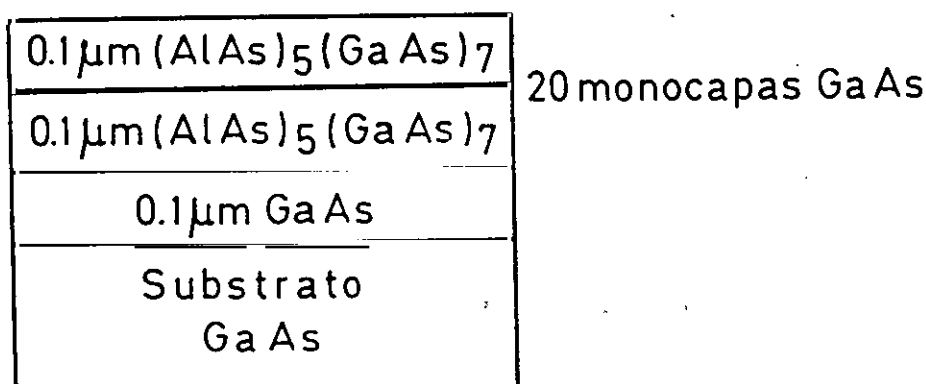 0.1μm (AlAs)5(GaAs)7
20 monocapas GaAs
0.1μm (AlAs)5(GaAs)7
0.1μm GaAs
Substrato
GaAs